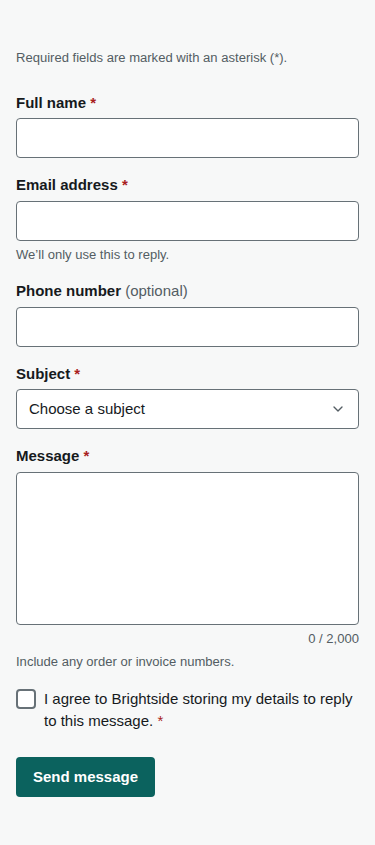 Required fields are marked with an asterisk (*).
Full name *
Email address *
We’ll only use this to reply.
Phone number (optional)
Subject *
Choose a subject
Message *
0 / 2,000
Include any order or invoice numbers.
I agree to Brightside storing my details to reply
to this message. *
Send message